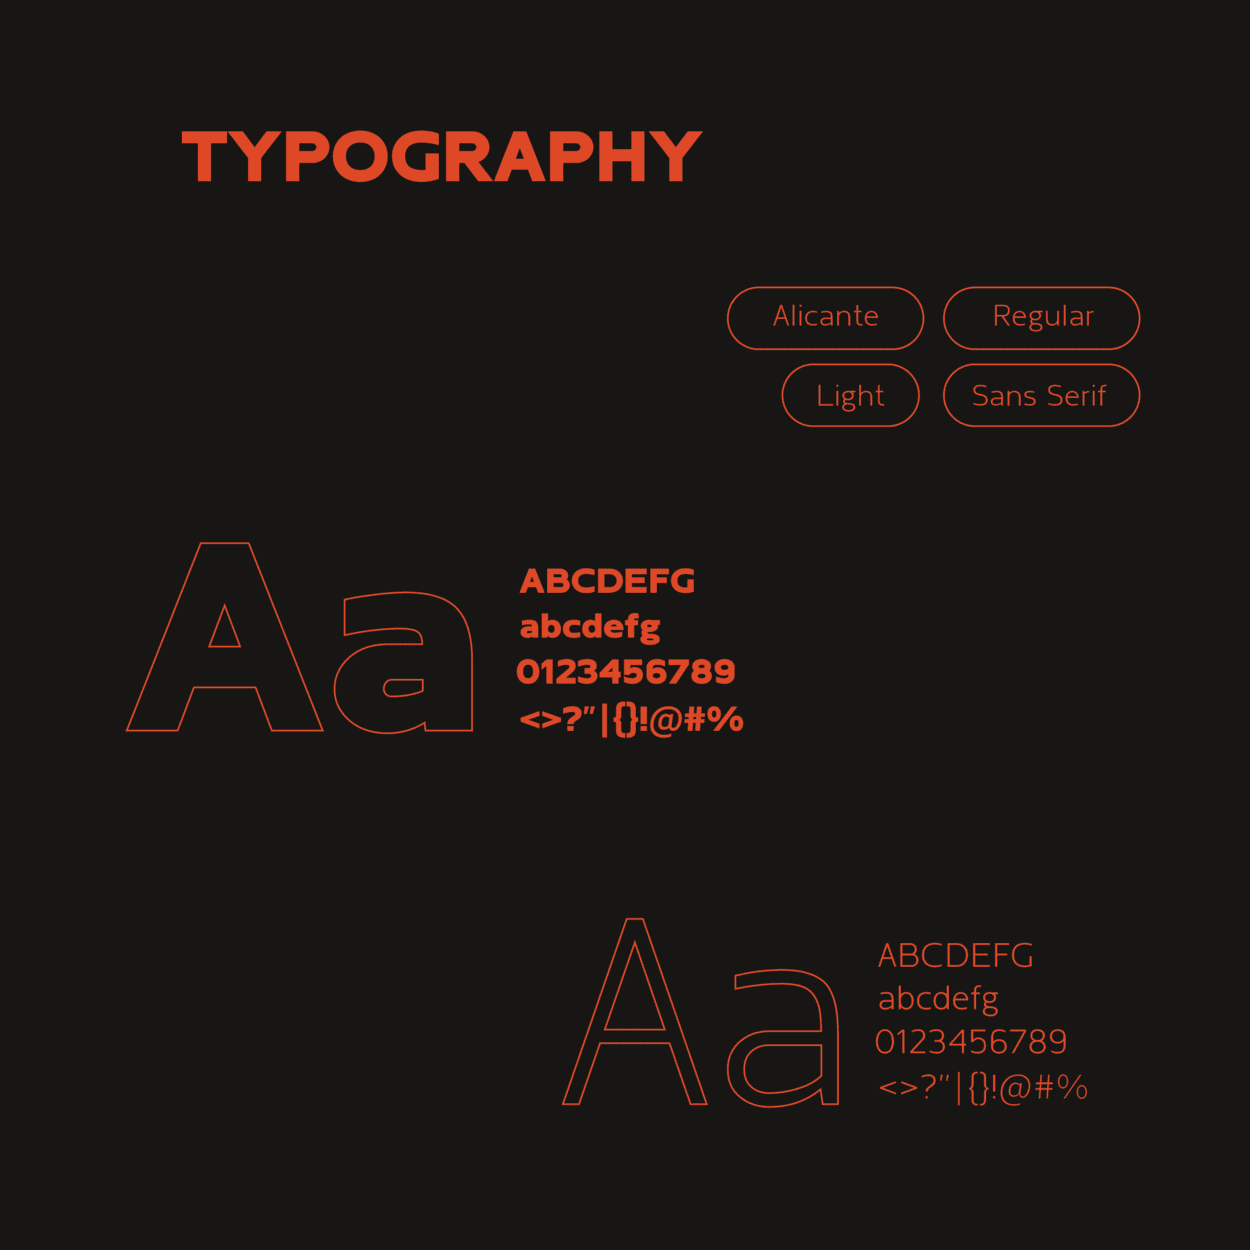 TYPOGRAPHY
Alicante
Regular
Light
Sans Serif
Aa
ABCDEFG
abcdefg
0123456789
<>?"|{}!@#%
Aa
ABCDEFG
abcdefg
0123456789
<>?"|{}!@#%